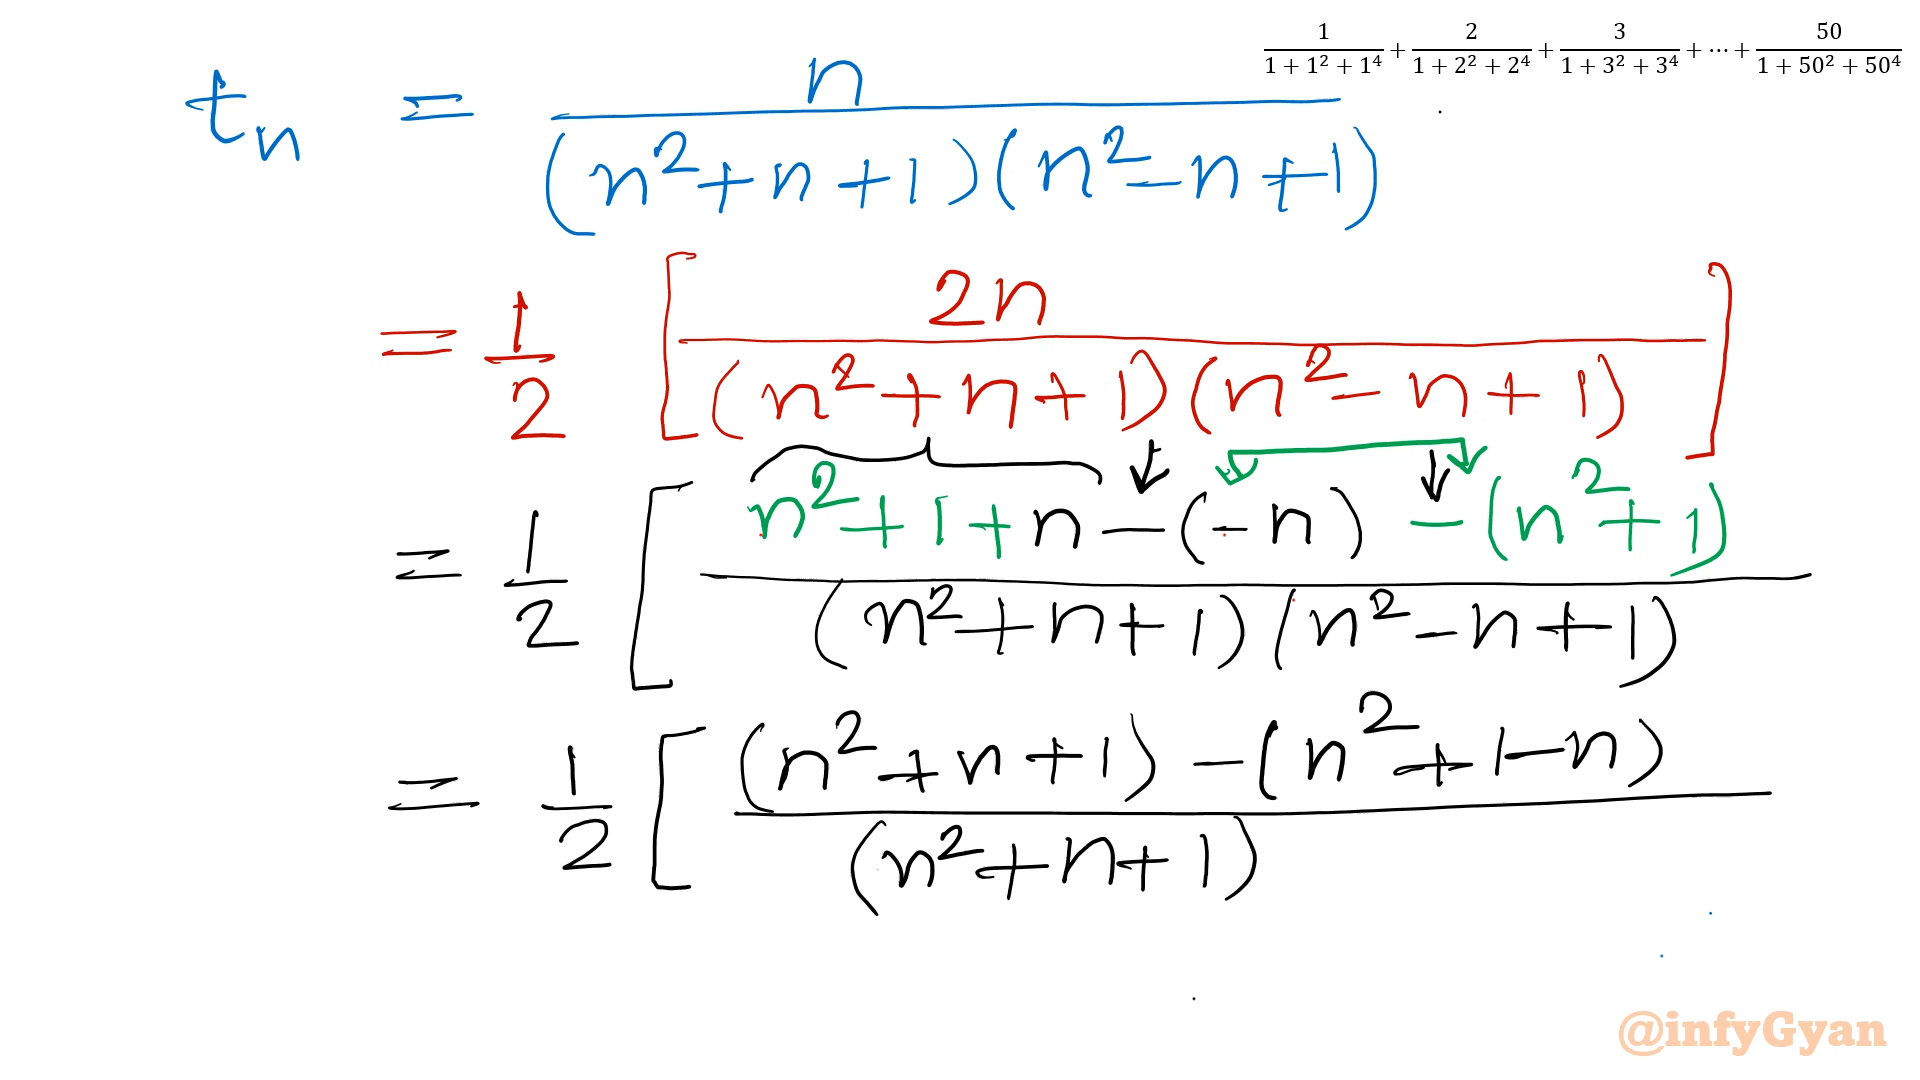 1/(1 + 1² + 1⁴) + 2/(1 + 2² + 2⁴) + 3/(1 + 3² + 3⁴) + ⋯ + 50/(1 + 50² + 50⁴)
tₙ = n/((n²+n+1)(n²−n+1))
= 1/2 [2n/((n²+n+1)(n²−n+1))]
= 1/2 [(n²+1+n−(−n)−(n²+1))/((n²+n+1)(n²−n+1))
= 1/2 [((n²+n+1)−(n²+1−n))/((n²+n+1)
@infyGyan